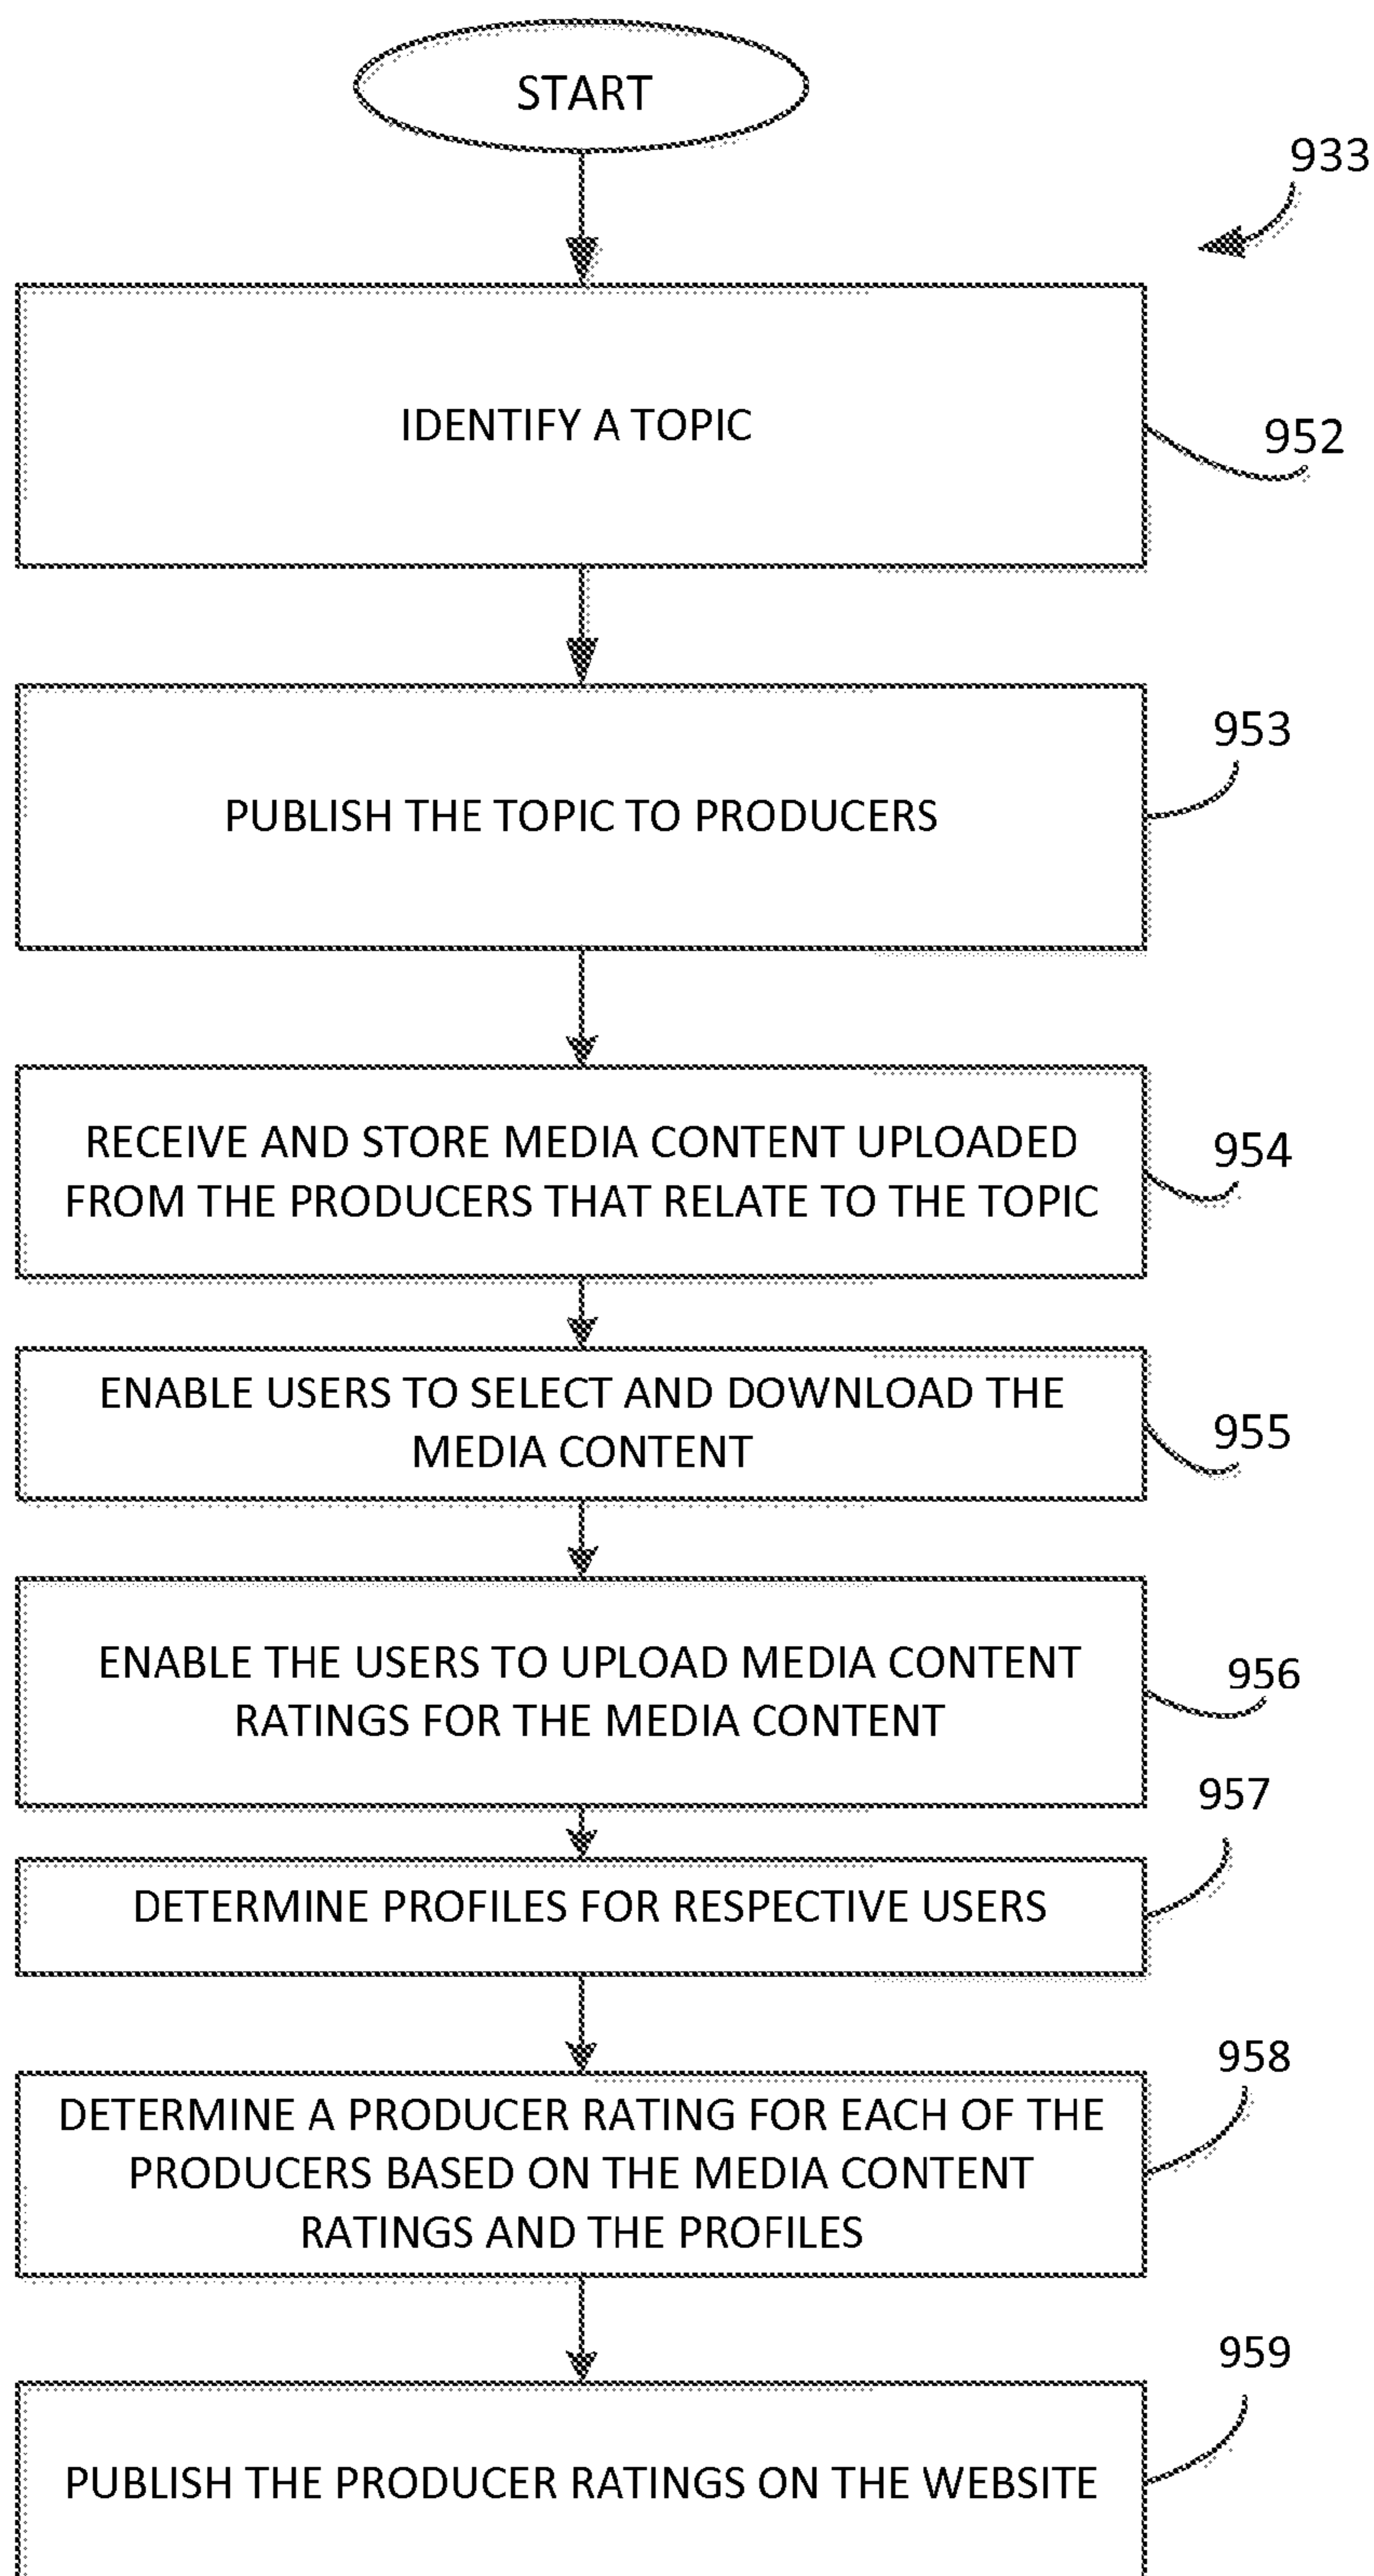 START
933
IDENTIFY A TOPIC
952
PUBLISH THE TOPIC TO PRODUCERS
953
RECEIVE AND STORE MEDIA CONTENT UPLOADED
FROM THE PRODUCERS THAT RELATE TO THE TOPIC
954
ENABLE USERS TO SELECT AND DOWNLOAD THE
MEDIA CONTENT
955
ENABLE THE USERS TO UPLOAD MEDIA CONTENT
RATINGS FOR THE MEDIA CONTENT
956
957
DETERMINE PROFILES FOR RESPECTIVE USERS
958
DETERMINE A PRODUCER RATING FOR EACH OF THE
PRODUCERS BASED ON THE MEDIA CONTENT
RATINGS AND THE PROFILES
959
PUBLISH THE PRODUCER RATINGS ON THE WEBSITE